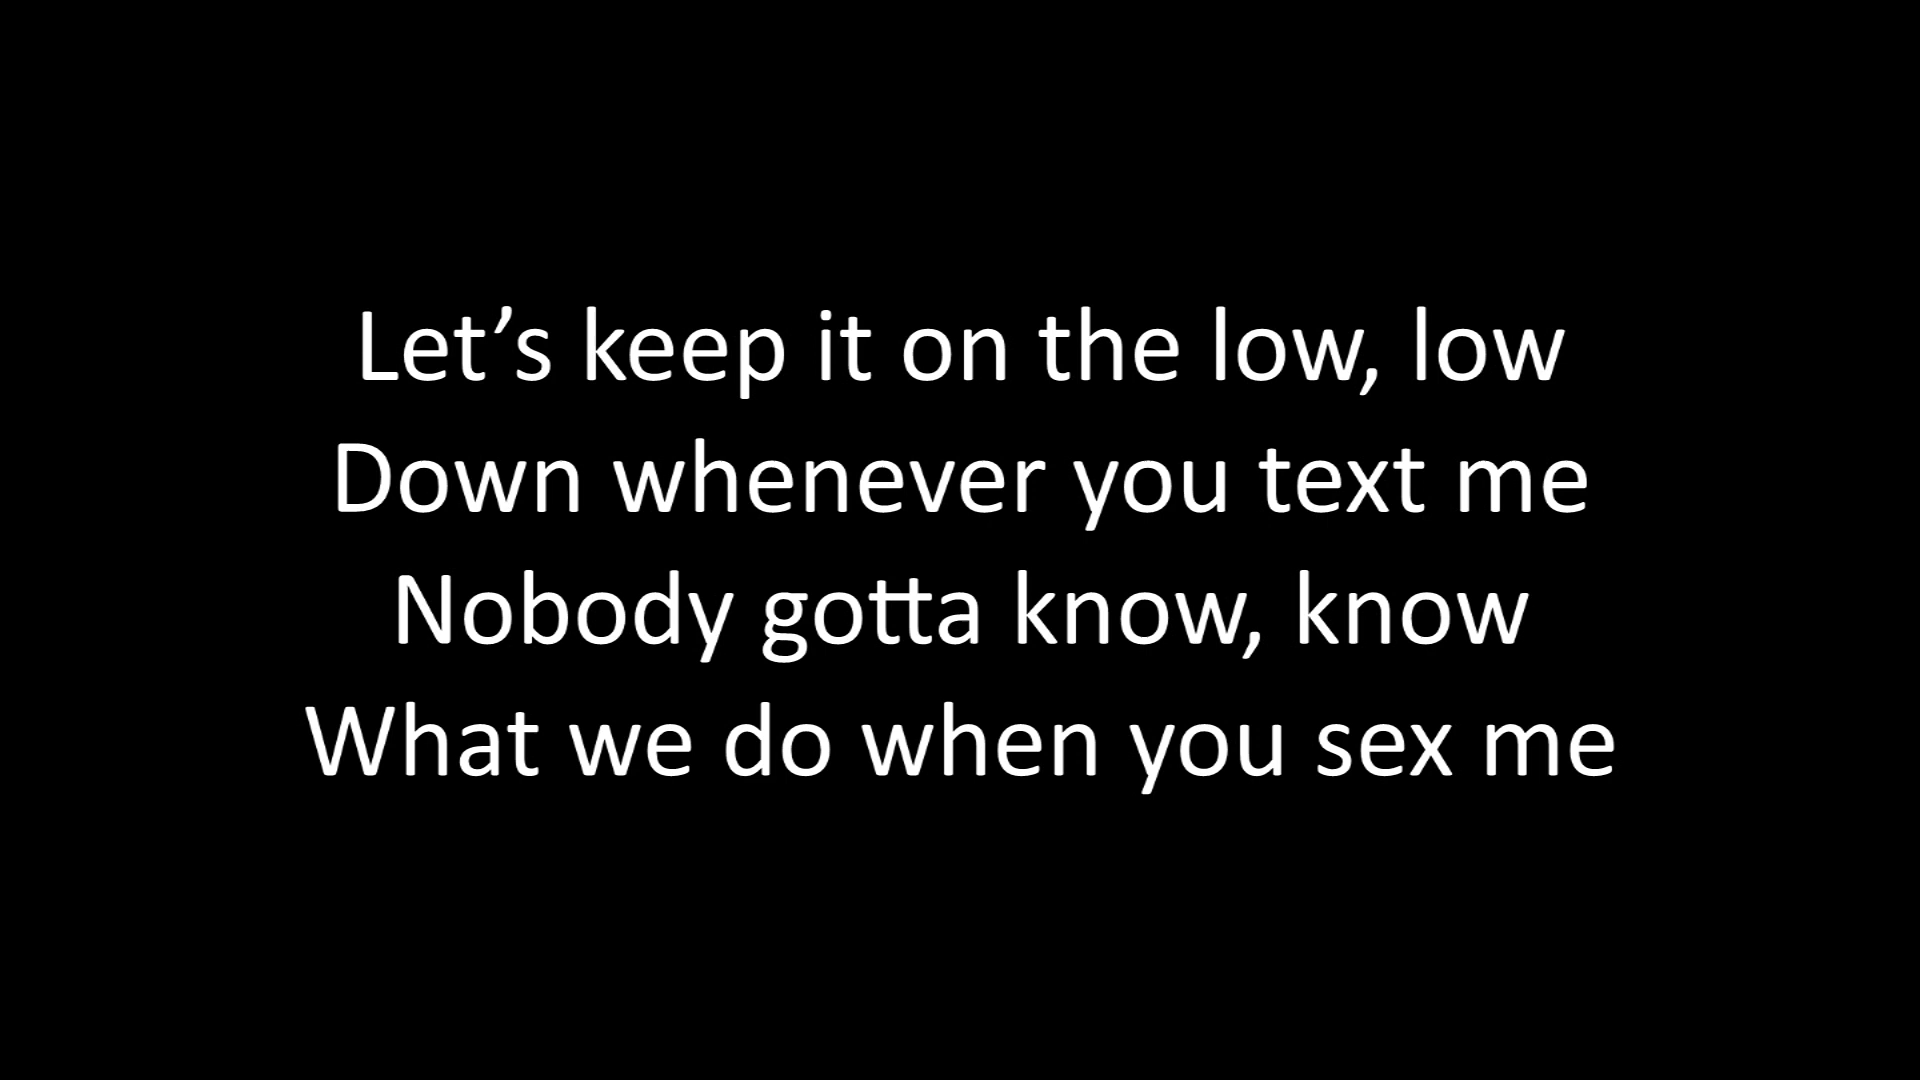 Let’s keep it on the low, low
Down whenever you text me
Nobody gotta know, know
What we do when you sex me